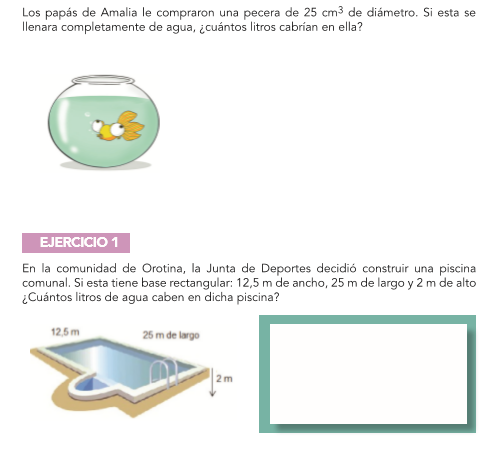 Los papás de Amalia le compraron una pecera de 25 cm³ de diámetro. Si esta se
llenara completamente de agua, ¿cuántos litros cabrían en ella?
EJERCICIO 1
En la comunidad de Orotina, la Junta de Deportes decidió construir una piscina
comunal. Si esta tiene base rectangular: 12,5 m de ancho, 25 m de largo y 2 m de alto
¿Cuántos litros de agua caben en dicha piscina?
12,5 m
25 m de largo
2 m